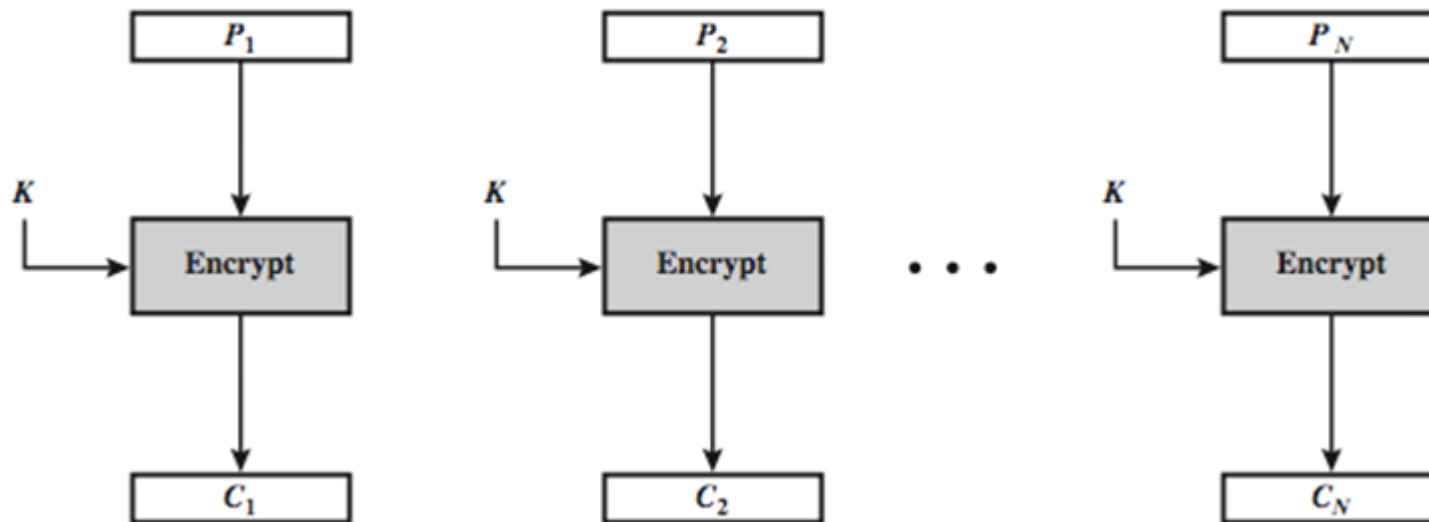 P1 P2 PN
K K K
Encrypt Encrypt • • • Encrypt
C1 C2 CN